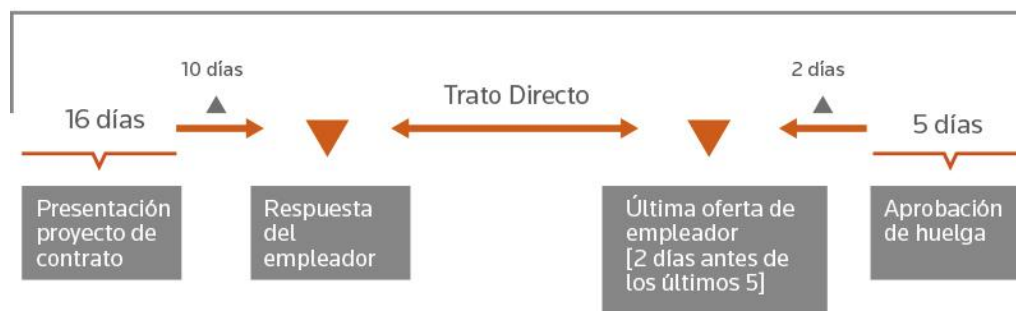 10 días
2 días
Trato Directo
16 días
5 días
Presentación
proyecto de
contrato
Respuesta
del
empleador
Última oferta de
empleador
[2 días antes de
los últimos 5]
Aprobación
de huelga